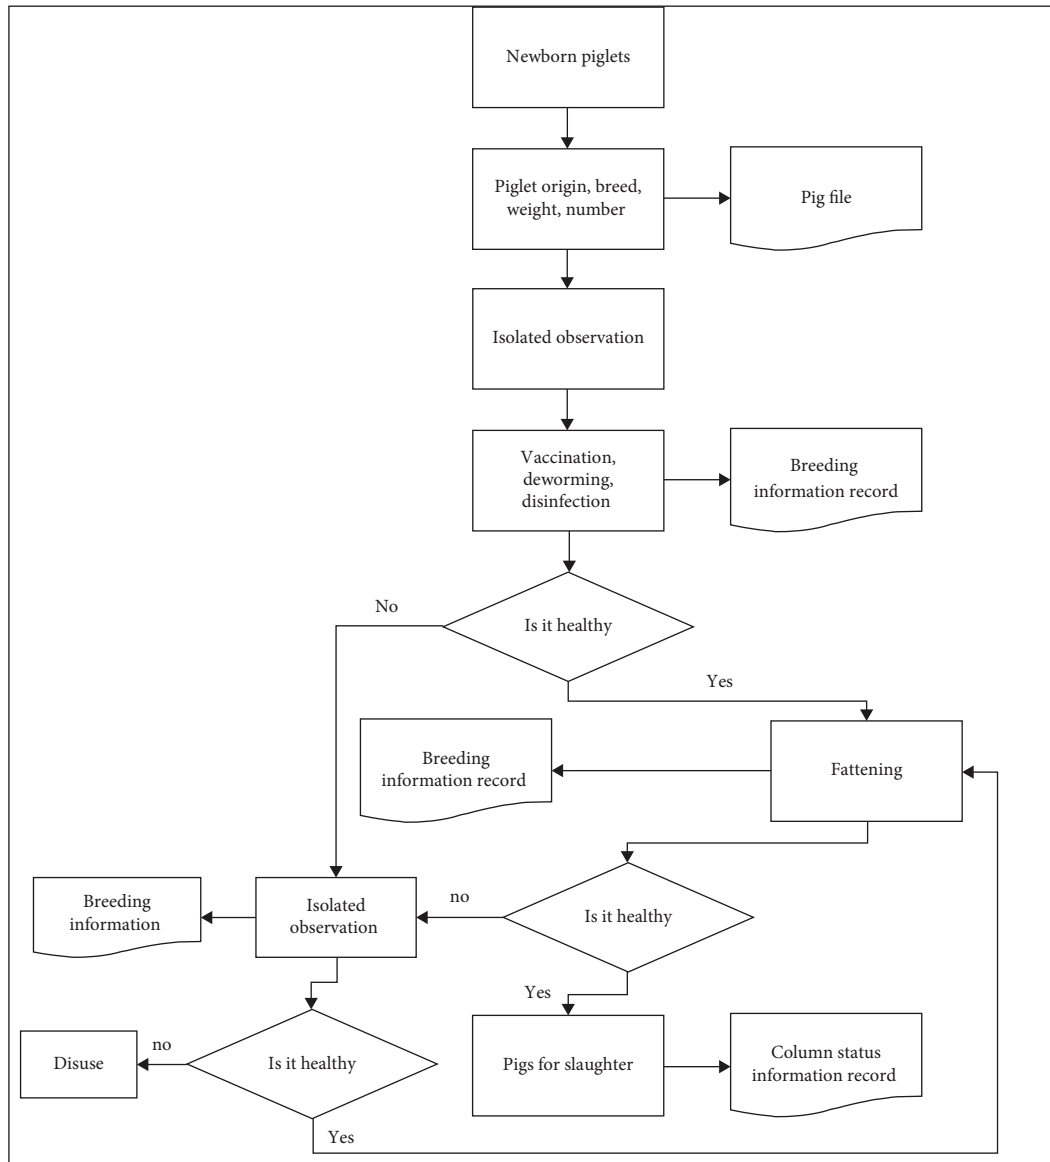 Newborn piglets
Piglet origin, breed,
weight, number
Pig file
Isolated observation
Vaccination,
deworming,
disinfection
Breeding
information record
Is it healthy
No
Yes
Breeding
information record
Fattening
Breeding
information
Isolated
observation
no
Is it healthy
Yes
Disuse
no
Is it healthy
Pigs for slaughter
Column status
information record
Yes